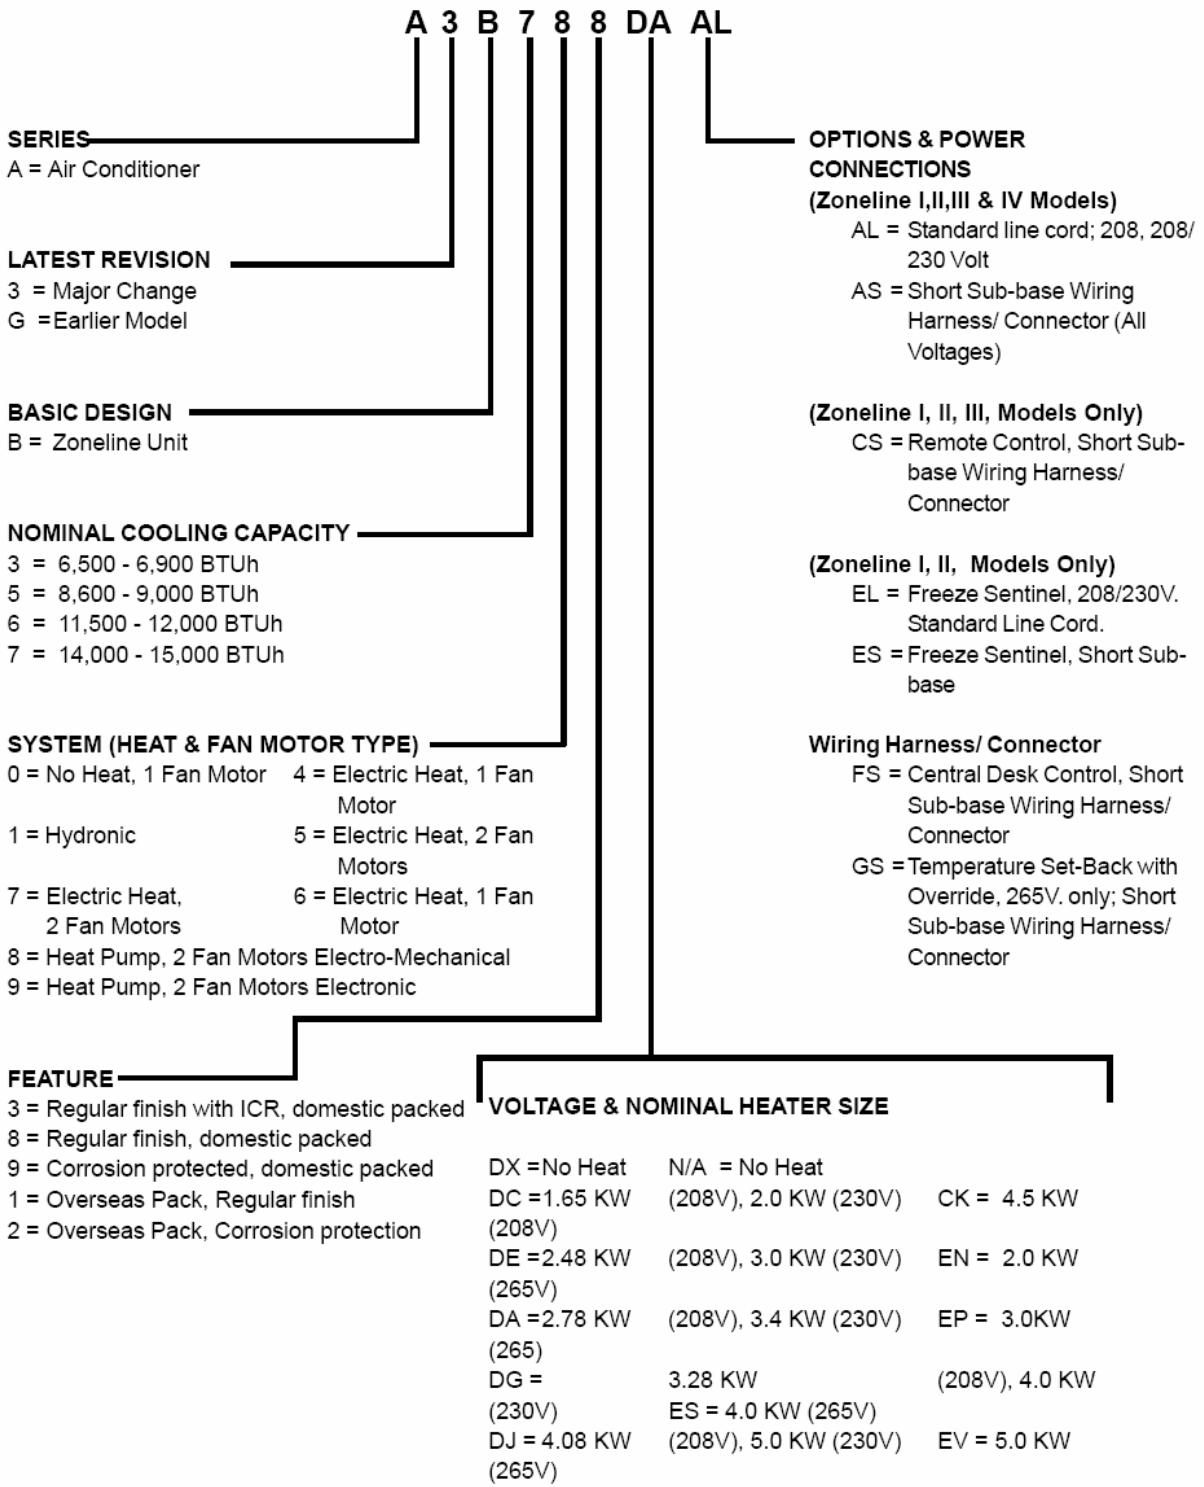 A 3 B 7 8 8 DA AL
SERIES
A = Air Conditioner
LATEST REVISION
3 = Major Change
G =Earlier Model
BASIC DESIGN
B = Zoneline Unit
NOMINAL COOLING CAPACITY
3 = 6,500 - 6,900 BTUh
5 = 8,600 - 9,000 BTUh
6 = 11,500 - 12,000 BTUh
7 = 14,000 - 15,000 BTUh
SYSTEM (HEAT & FAN MOTOR TYPE)
0 = No Heat, 1 Fan Motor 4 = Electric Heat, 1 Fan
Motor
1 = Hydronic 5 = Electric Heat, 2 Fan
Motors
7 = Electric Heat, 6 = Electric Heat, 1 Fan
2 Fan Motors Motor
8 = Heat Pump, 2 Fan Motors Electro-Mechanical
9 = Heat Pump, 2 Fan Motors Electronic
FEATURE
3 = Regular finish with ICR, domestic packed
8 = Regular finish, domestic packed
9 = Corrosion protected, domestic packed
1 = Overseas Pack, Regular finish
2 = Overseas Pack, Corrosion protection
OPTIONS & POWER
CONNECTIONS
(Zoneline I,II,III & IV Models)
AL = Standard line cord; 208, 208/
230 Volt
AS = Short Sub-base Wiring
Harness/ Connector (All
Voltages)
(Zoneline I, II, III, Models Only)
CS = Remote Control, Short Sub-
base Wiring Harness/
Connector
(Zoneline I, II, Models Only)
EL = Freeze Sentinel, 208/230V.
Standard Line Cord.
ES = Freeze Sentinel, Short Sub-
base
Wiring Harness/ Connector
FS = Central Desk Control, Short
Sub-base Wiring Harness/
Connector
GS = Temperature Set-Back with
Override, 265V. only; Short
Sub-base Wiring Harness/
Connector
VOLTAGE & NOMINAL HEATER SIZE
DX =No Heat N/A = No Heat
DC =1.65 KW (208V), 2.0 KW (230V) CK = 4.5 KW
(208V)
DE =2.48 KW (208V), 3.0 KW (230V) EN = 2.0 KW
(265V)
DA =2.78 KW (208V), 3.4 KW (230V) EP = 3.0KW
(265)
DG = 3.28 KW (208V), 4.0 KW
(230V) ES = 4.0 KW (265V)
DJ = 4.08 KW (208V), 5.0 KW (230V) EV = 5.0 KW
(265V)